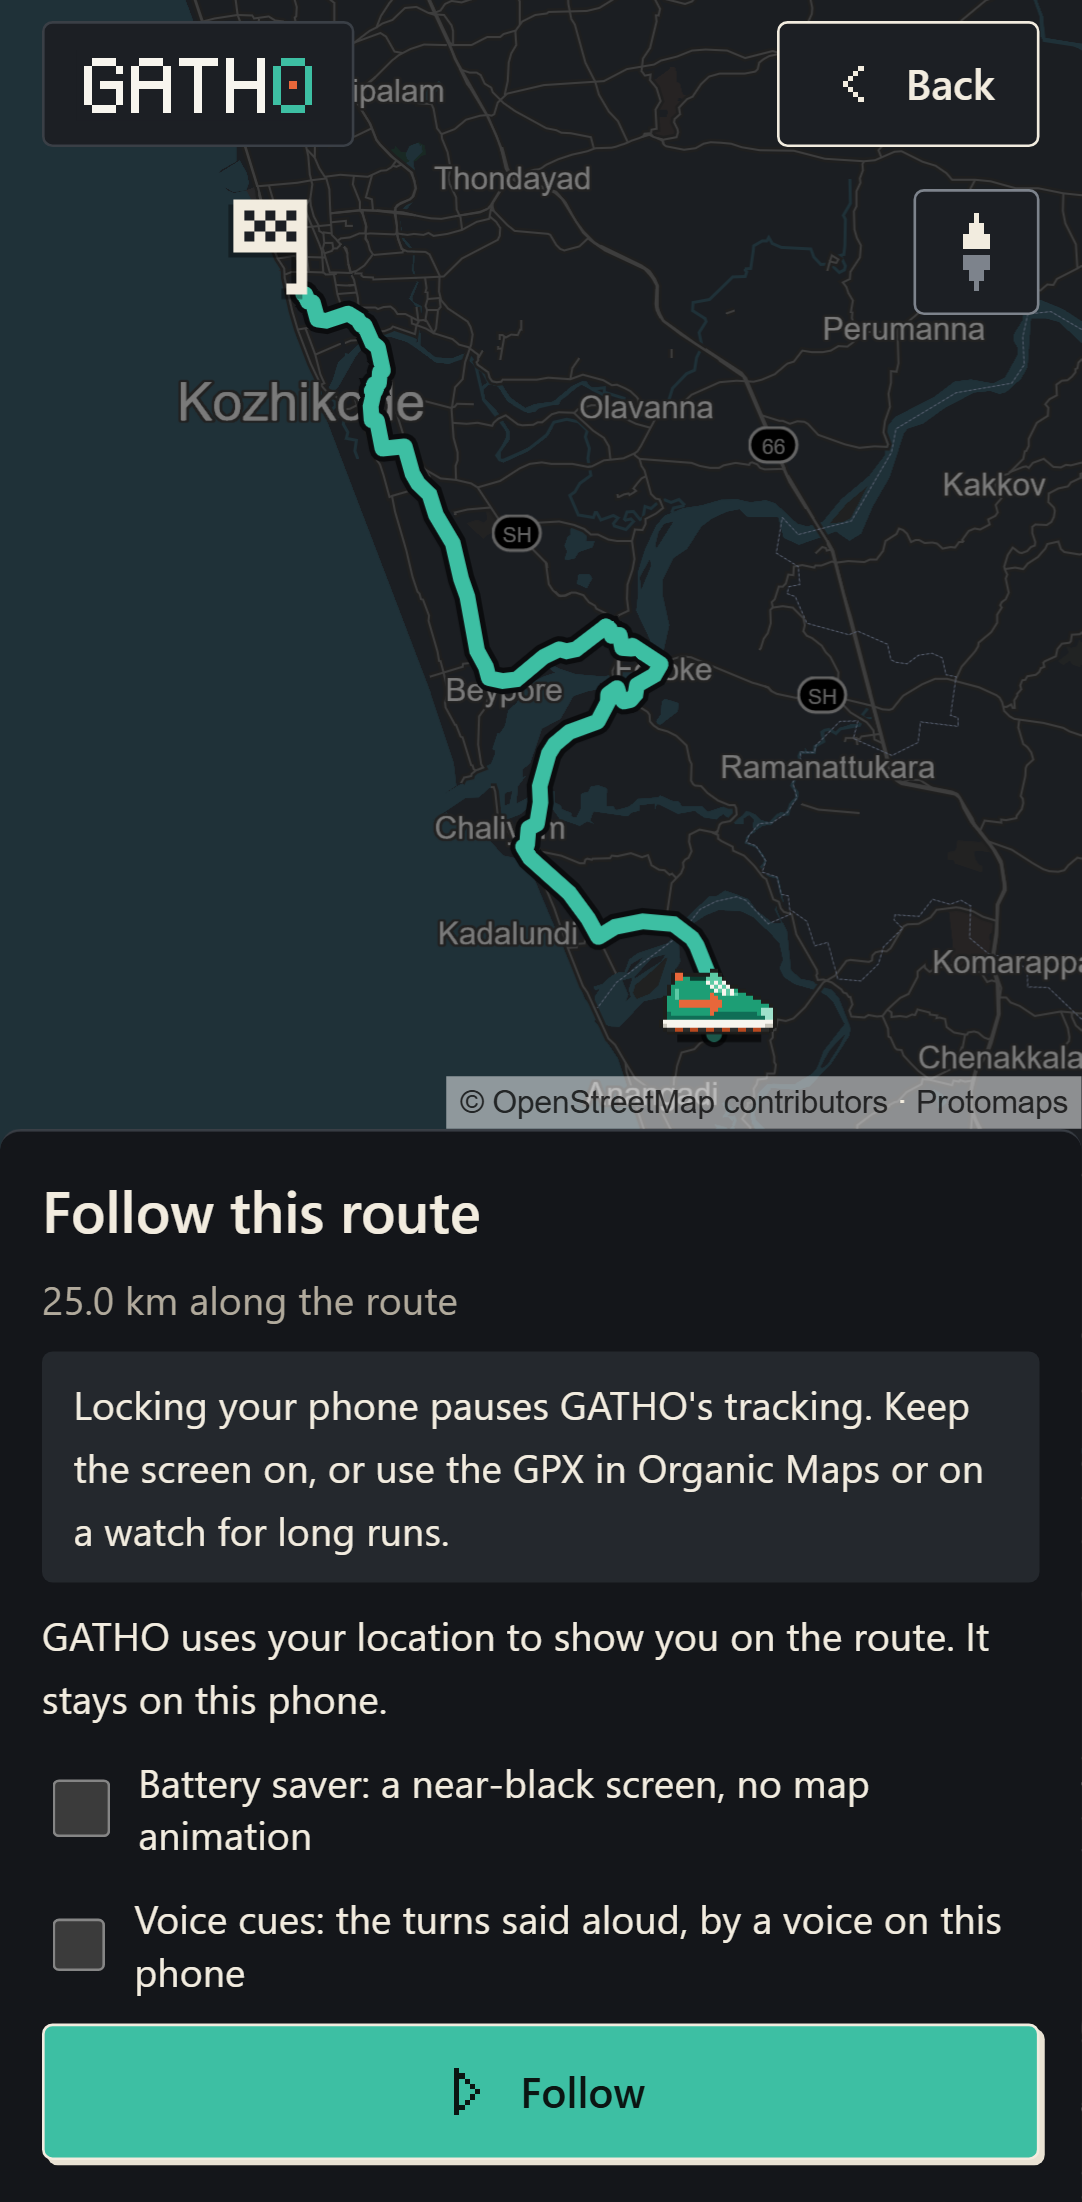 GATHO
Back
ipalam
Thondayad
Perumanna
Kozhikode
Olavanna
66
Kakkov
SH
Beypore
SH
Ramanattukara
Kadalundi
Komarappa
Chenakkala
© OpenStreetMap contributors · Protomaps
Follow this route
25.0 km along the route
Locking your phone pauses GATHO's tracking. Keep
the screen on, or use the GPX in Organic Maps or on
a watch for long runs.
GATHO uses your location to show you on the route. It
stays on this phone.
Battery saver: a near-black screen, no map
animation
Voice cues: the turns said aloud, by a voice on this
phone
Follow